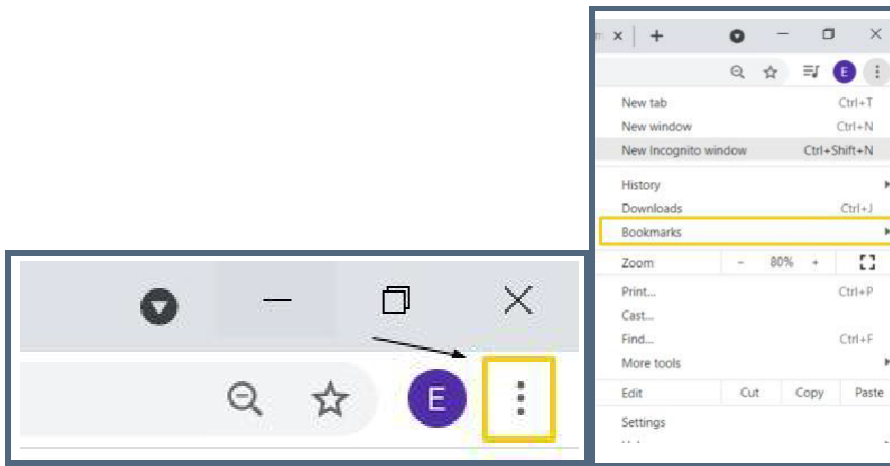 E
E
New tab Ctrl+T
New window Ctrl+N
New Incognito window Ctrl+Shift+N
History
Downloads Ctrl+J
Bookmarks
Zoom - 80% +
Print... Ctrl+P
Cast...
Find... Ctrl+F
More tools
Edit Cut Copy Paste
Settings